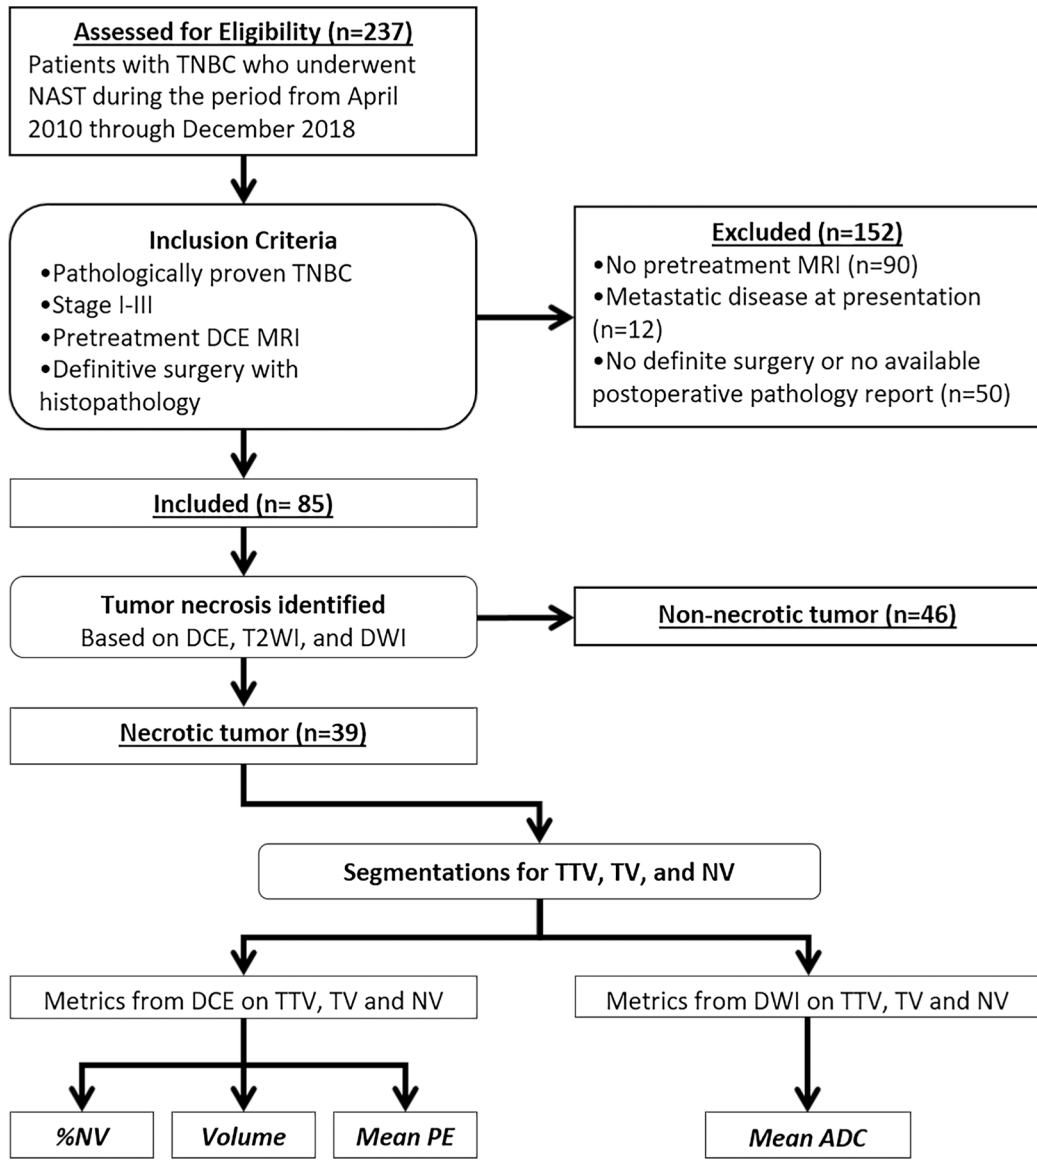 Assessed for Eligibility (n=237)
Patients with TNBC who underwent
NAST during the period from April
2010 through December 2018
Inclusion Criteria
•Pathologically proven TNBC
•Stage I-III
•Pretreatment DCE MRI
•Definitive surgery with
histopathology
Excluded (n=152)
•No pretreatment MRI (n=90)
•Metastatic disease at presentation
(n=12)
•No definite surgery or no available
postoperative pathology report (n=50)
Included (n= 85)
Tumor necrosis identified
Based on DCE, T2WI, and DWI
Non-necrotic tumor (n=46)
Necrotic tumor (n=39)
Segmentations for TTV, TV, and NV
Metrics from DCE on TTV, TV and NV
Metrics from DWI on TTV, TV and NV
%NV
Volume
Mean PE
Mean ADC